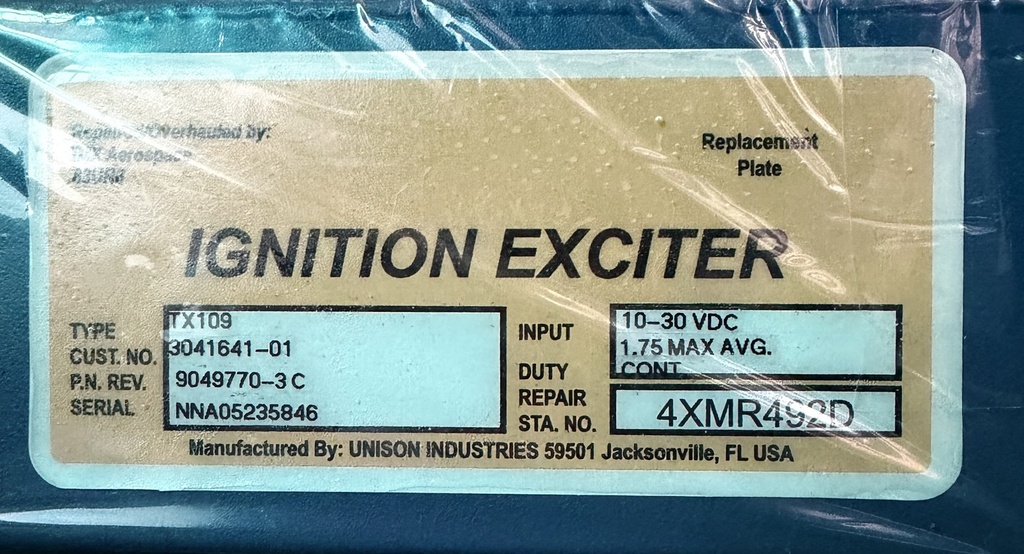 Repaired/Overhauled by:
Aerospace
Replacement
Plate
IGNITION EXCITER
TYPE TX109
CUST. NO. 3041641-01
P.N. REV. 9049770-3 C
SERIAL NNA05235846
INPUT 10-30 VDC
1.75 MAX AVG.
DUTY CONT.
REPAIR
STA. NO. 4XMR492D
Manufactured By: UNISON INDUSTRIES 59501 Jacksonville, FL USA